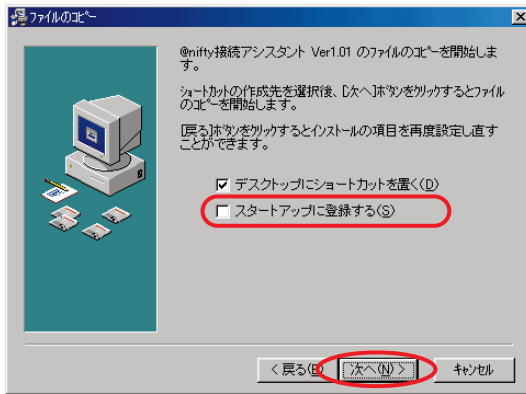 ファイルのコピー
@nifty接続アシスタント Ver1.01 のファイルのコピーを開始しま
す。
ショートカットの作成先を選択後、[次へ]ボタンをクリックするとファイル
のコピーを開始します。
[戻る]ボタンをクリックするとインストールの項目を再度設定し直す
ことができます。
デスクトップにショートカットを置く(D)
スタートアップに登録する(S)
< 戻る(B) 次へ(N) > キャンセル